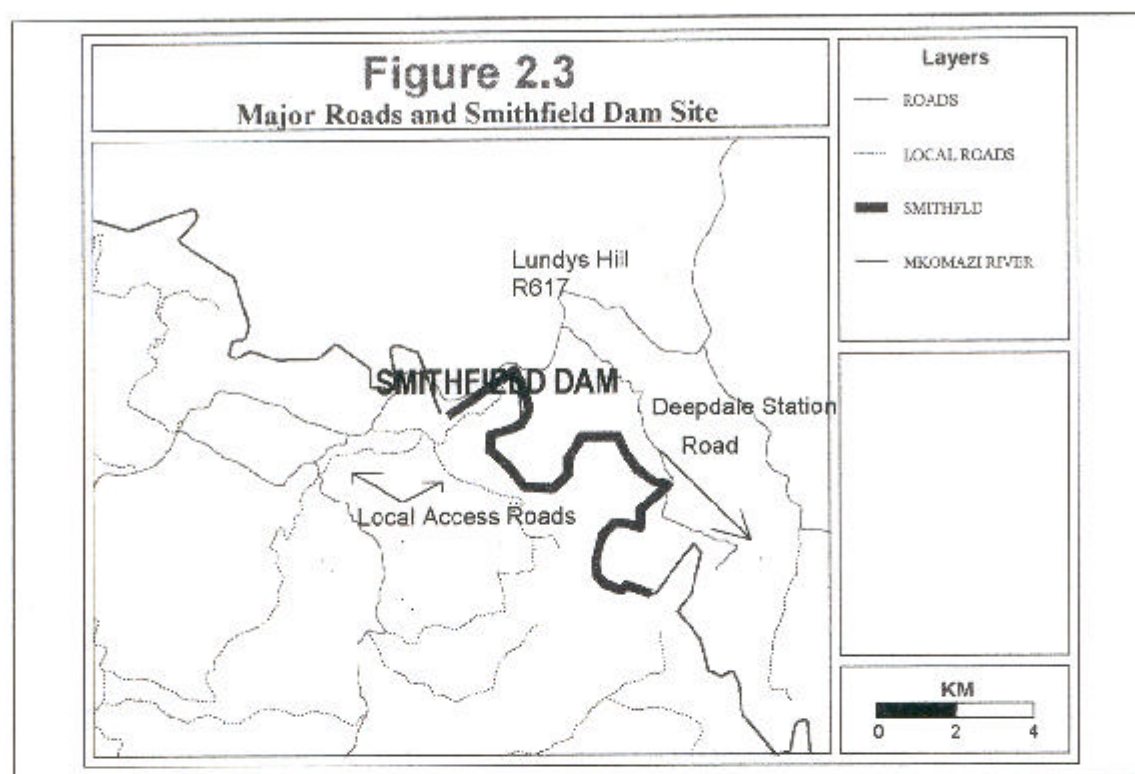 Figure 2.3
Major Roads and Smithfield Dam Site
Lundys Hill
R617
SMITHFIELD DAM
Deepdale Station
Road
Local Access Roads
Layers
ROADS
LOCAL ROADS
SMITHFLD
MKOMAZI RIVER
KM
0 2 4